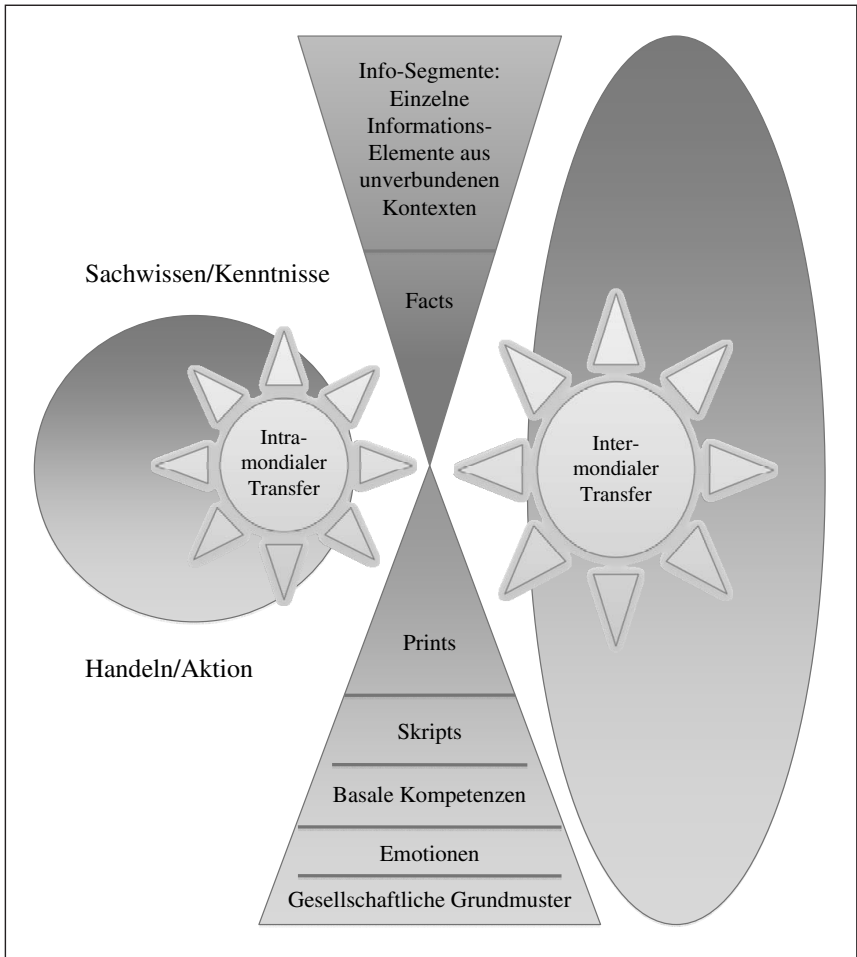 Info-Segmente:
Einzelne
Informations-
Elemente aus
unverbundenen
Kontexten
Sachwissen/Kenntnisse
Facts
Intra-
mondialer
Transfer
Inter-
mondialer
Transfer
Prints
Handeln/Aktion
Skripts
Basale Kompetenzen
Emotionen
Gesellschaftliche Grundmuster